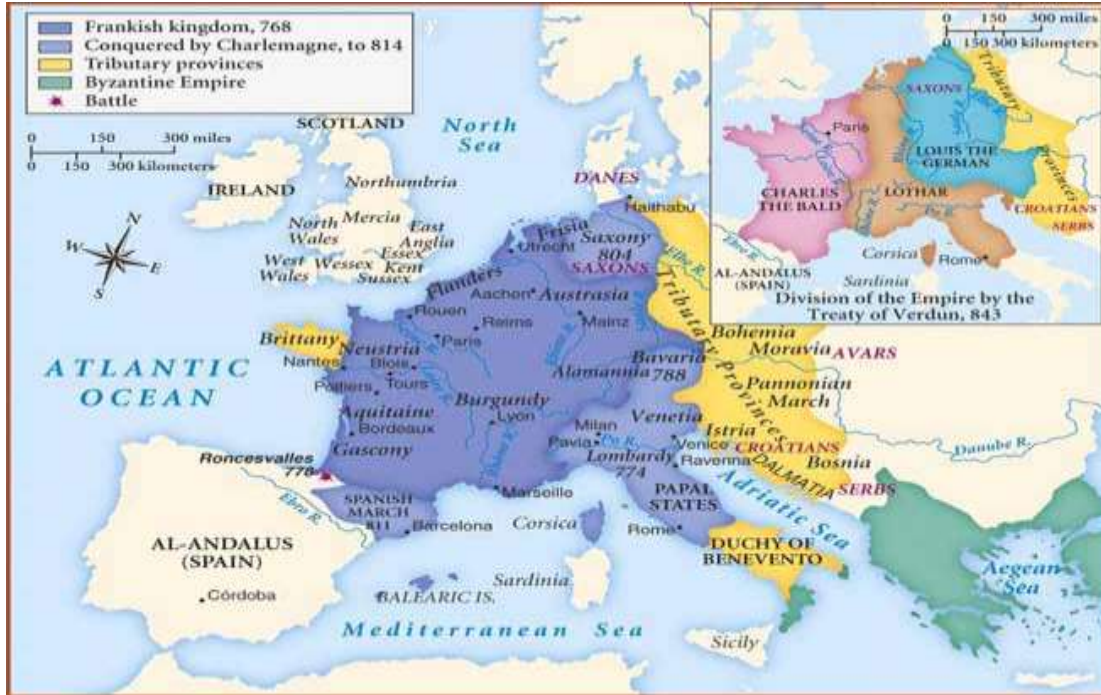 Frankish kingdom, 768
Conquered by Charlemagne, to 814
Tributary provinces
Byzantine Empire
Battle
0 150 300 miles
0 150 300 kilometers
N
W
E
S
SCOTLAND
North
Sea
IRELAND
Northumbria
North
Wales
Mercia
East
Anglia
Essex
West
Wales
Wessex
Kent
Sussex
DANES
Haithabu
Frisia
Utrecht
Saxony
804
SAXONS
Elbe R.
Flanders
Aachen
Austrasia
Rouen
Reims
Mainz
Paris
Brittany
Neustria
Nantes
Blois
Tours
Poitiers
ATLANTIC
OCEAN
Tributary Provinces
Bohemia
Moravia
AVARS
Bavaria
788
Alamannia
Pannonian
March
Burgundy
Lyon
Aquitaine
Bordeaux
Gascony
Milan
Venetia
Istria
Pavia
Po R.
Venice
CROATIANS
Lombardy
774
Ravenna
DALMATIA
Bosnia
SERBS
Danube R.
Roncesvalles
778
Marseille
PAPAL
STATES
Adriatic Sea
Ebro R.
SPANISH
MARCH
811
Barcelona
Corsica
Rome
DUCHY OF
BENEVENTO
AL-ANDALUS
(SPAIN)
Córdoba
Sardinia
BALEARIC IS.
Aegean
Sea
Mediterranean Sea
Sicily
0 150 300 miles
0 150 300 kilometers
Tributary
Provinces
SAXONS
Paris
LOUIS THE
GERMAN
CHARLES
THE BALD
LOTHAR
Po R.
CROATIANS
SERBS
Ebro R.
Corsica
Rome
AL-ANDALUS
(SPAIN)
Sardinia
Division of the Empire by the
Treaty of Verdun, 843